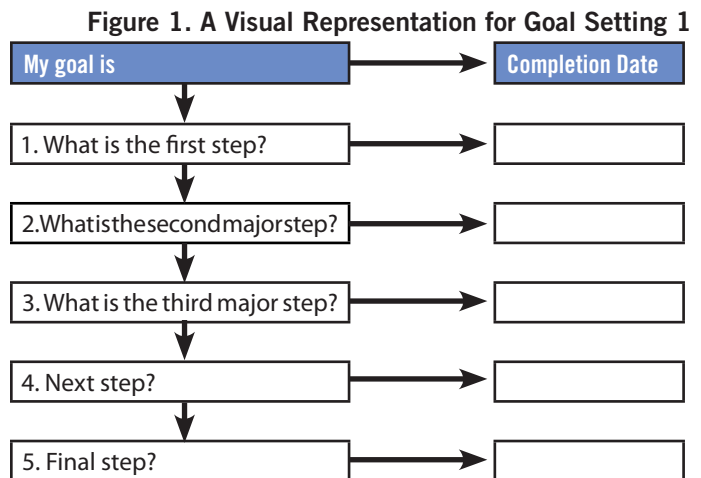 Figure 1. A Visual Representation for Goal Setting 1
My goal is
Completion Date
1. What is the first step?
2.Whatisthesecondmajorstep?
3. What is the third major step?
4. Next step?
5. Final step?